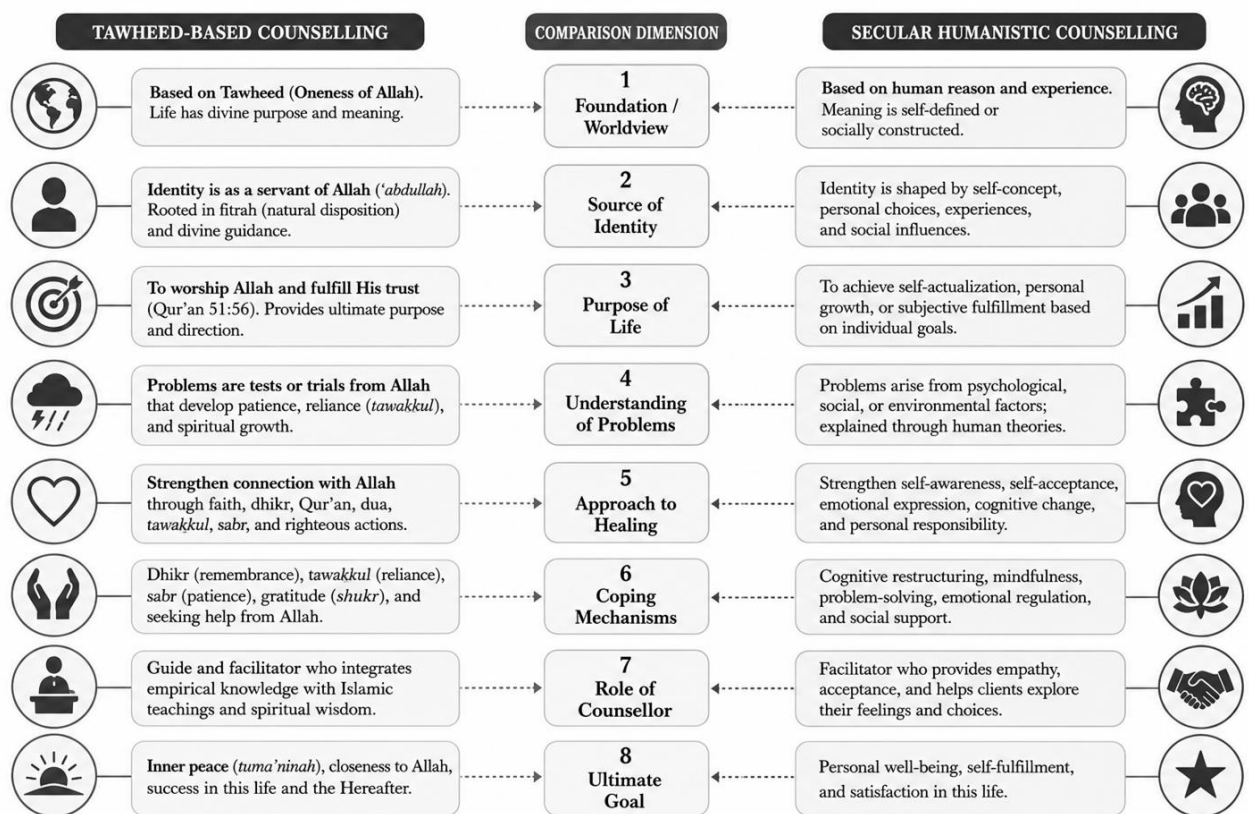 TAWHEED-BASED COUNSELLING
COMPARISON DIMENSION
SECULAR HUMANISTIC COUNSELLING
Based on Tawheed (Oneness of Allah).
Life has divine purpose and meaning.
1
Foundation /
Worldview
Based on human reason and experience.
Meaning is self-defined or
socially constructed.
Identity is as a servant of Allah (‘abdullah).
Rooted in fitrah (natural disposition)
and divine guidance.
2
Source of
Identity
Identity is shaped by self-concept,
personal choices, experiences,
and social influences.
To worship Allah and fulfill His trust
(Qur’an 51:56). Provides ultimate purpose
and direction.
3
Purpose of
Life
To achieve self-actualization, personal
growth, or subjective fulfillment based
on individual goals.
Problems are tests or trials from Allah
that develop patience, reliance (tawaḳḳul),
and spiritual growth.
4
Understanding
of Problems
Problems arise from psychological,
social, or environmental factors;
explained through human theories.
Strengthen connection with Allah
through faith, dhikr, Qur’an, dua,
tawaḳḳul, sabr, and righteous actions.
5
Approach to
Healing
Strengthen self-awareness, self-acceptance,
emotional expression, cognitive change,
and personal responsibility.
Dhikr (remembrance), tawaḳḳul (reliance),
sabr (patience), gratitude (shukr), and
seeking help from Allah.
6
Coping
Mechanisms
Cognitive restructuring, mindfulness,
problem-solving, emotional regulation,
and social support.
Guide and facilitator who integrates
empirical knowledge with Islamic
teachings and spiritual wisdom.
7
Role of
Counsellor
Facilitator who provides empathy,
acceptance, and helps clients explore
their feelings and choices.
Inner peace (tuma’ninah), closeness to Allah,
success in this life and the Hereafter.
8
Ultimate
Goal
Personal well-being, self-fulfillment,
and satisfaction in this life.